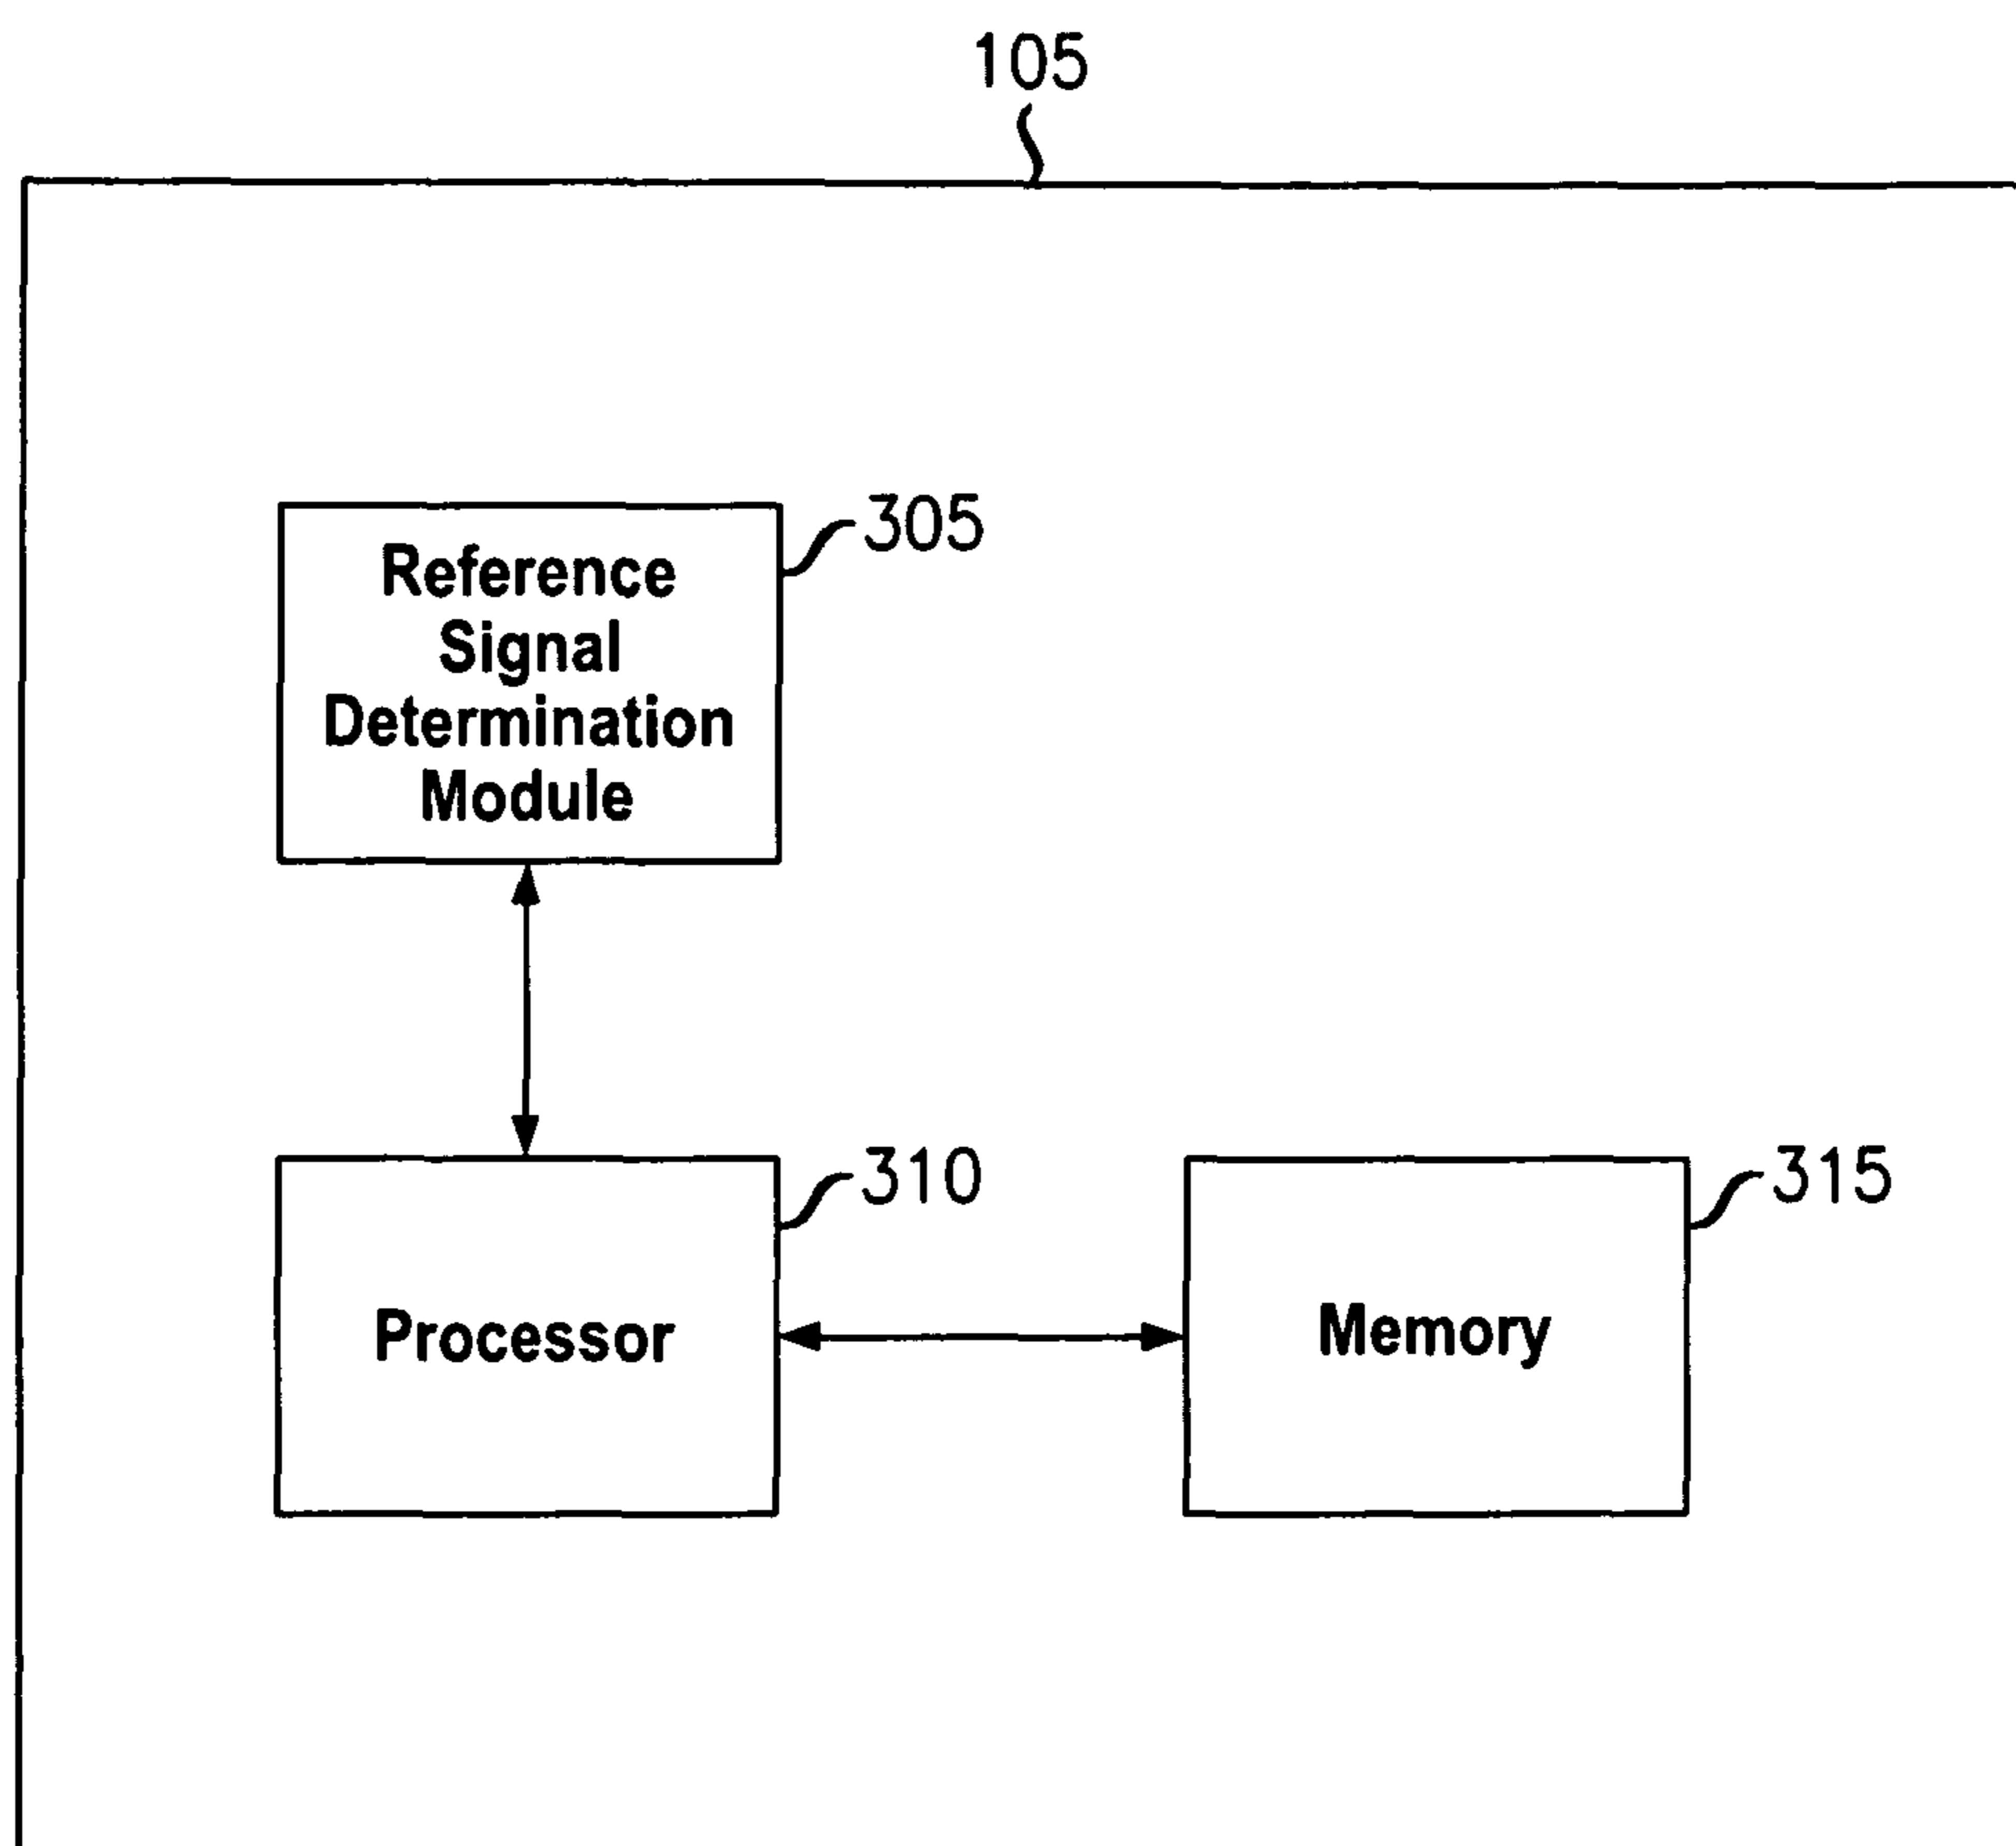 105
305
Reference
Signal
Determination
Module
310
315
Processor
Memory